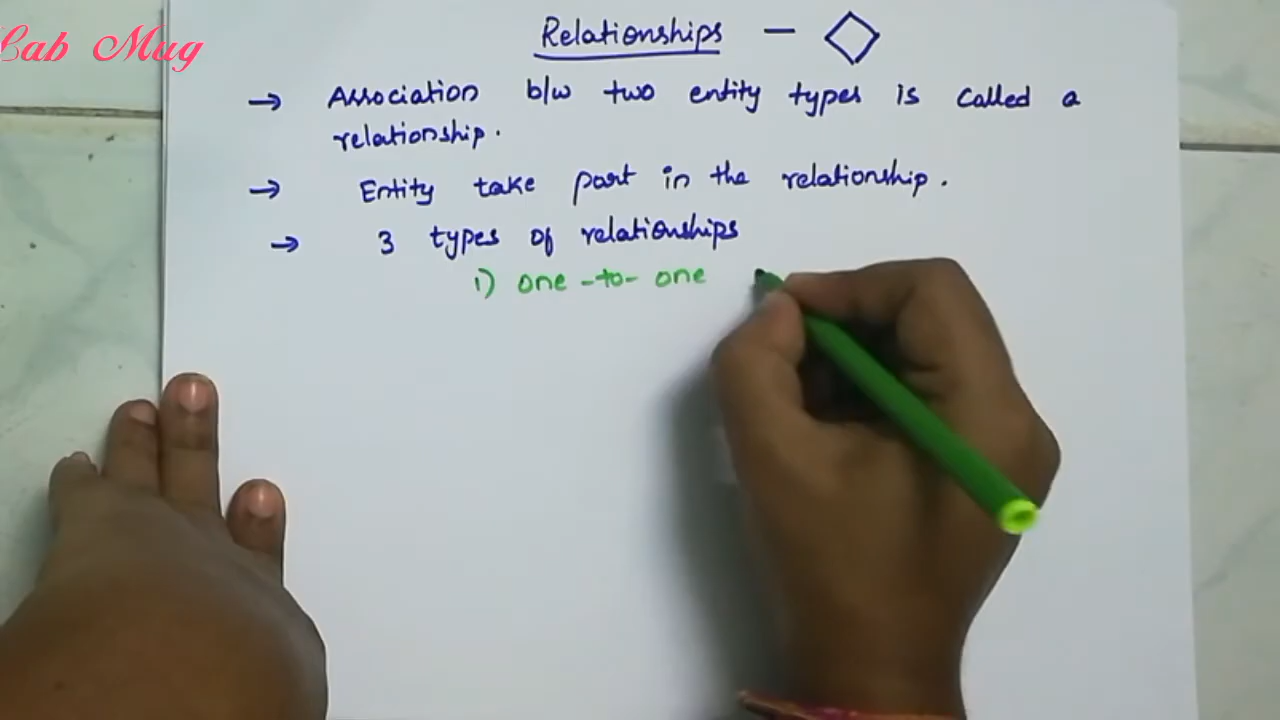 Cab Mug
Relationships — ◇
→ Association b/w two entity types is called a
relationship.
→ Entity take part in the relationship.
→ 3 types of relationships
1) one-to-one